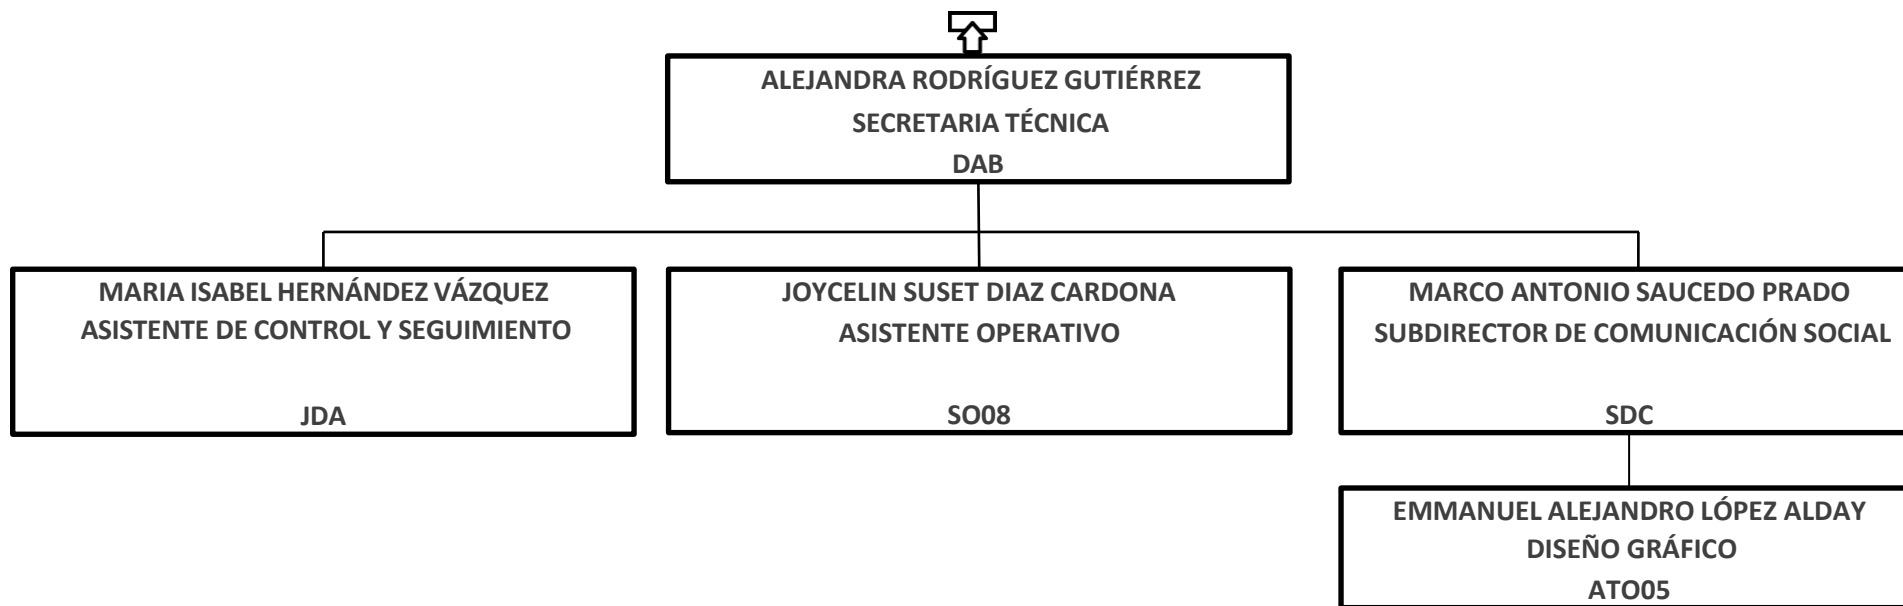 ALEJANDRA RODRÍGUEZ GUTIÉRREZ
SECRETARIA TÉCNICA
DAB
MARIA ISABEL HERNÁNDEZ VÁZQUEZ
ASISTENTE DE CONTROL Y SEGUIMIENTO
JDA
JOYCELIN SUSET DIAZ CARDONA
ASISTENTE OPERATIVO
SO08
MARCO ANTONIO SAUCEDO PRADO
SUBDIRECTOR DE COMUNICACIÓN SOCIAL
SDC
EMMANUEL ALEJANDRO LÓPEZ ALDAY
DISEÑO GRÁFICO
ATO05